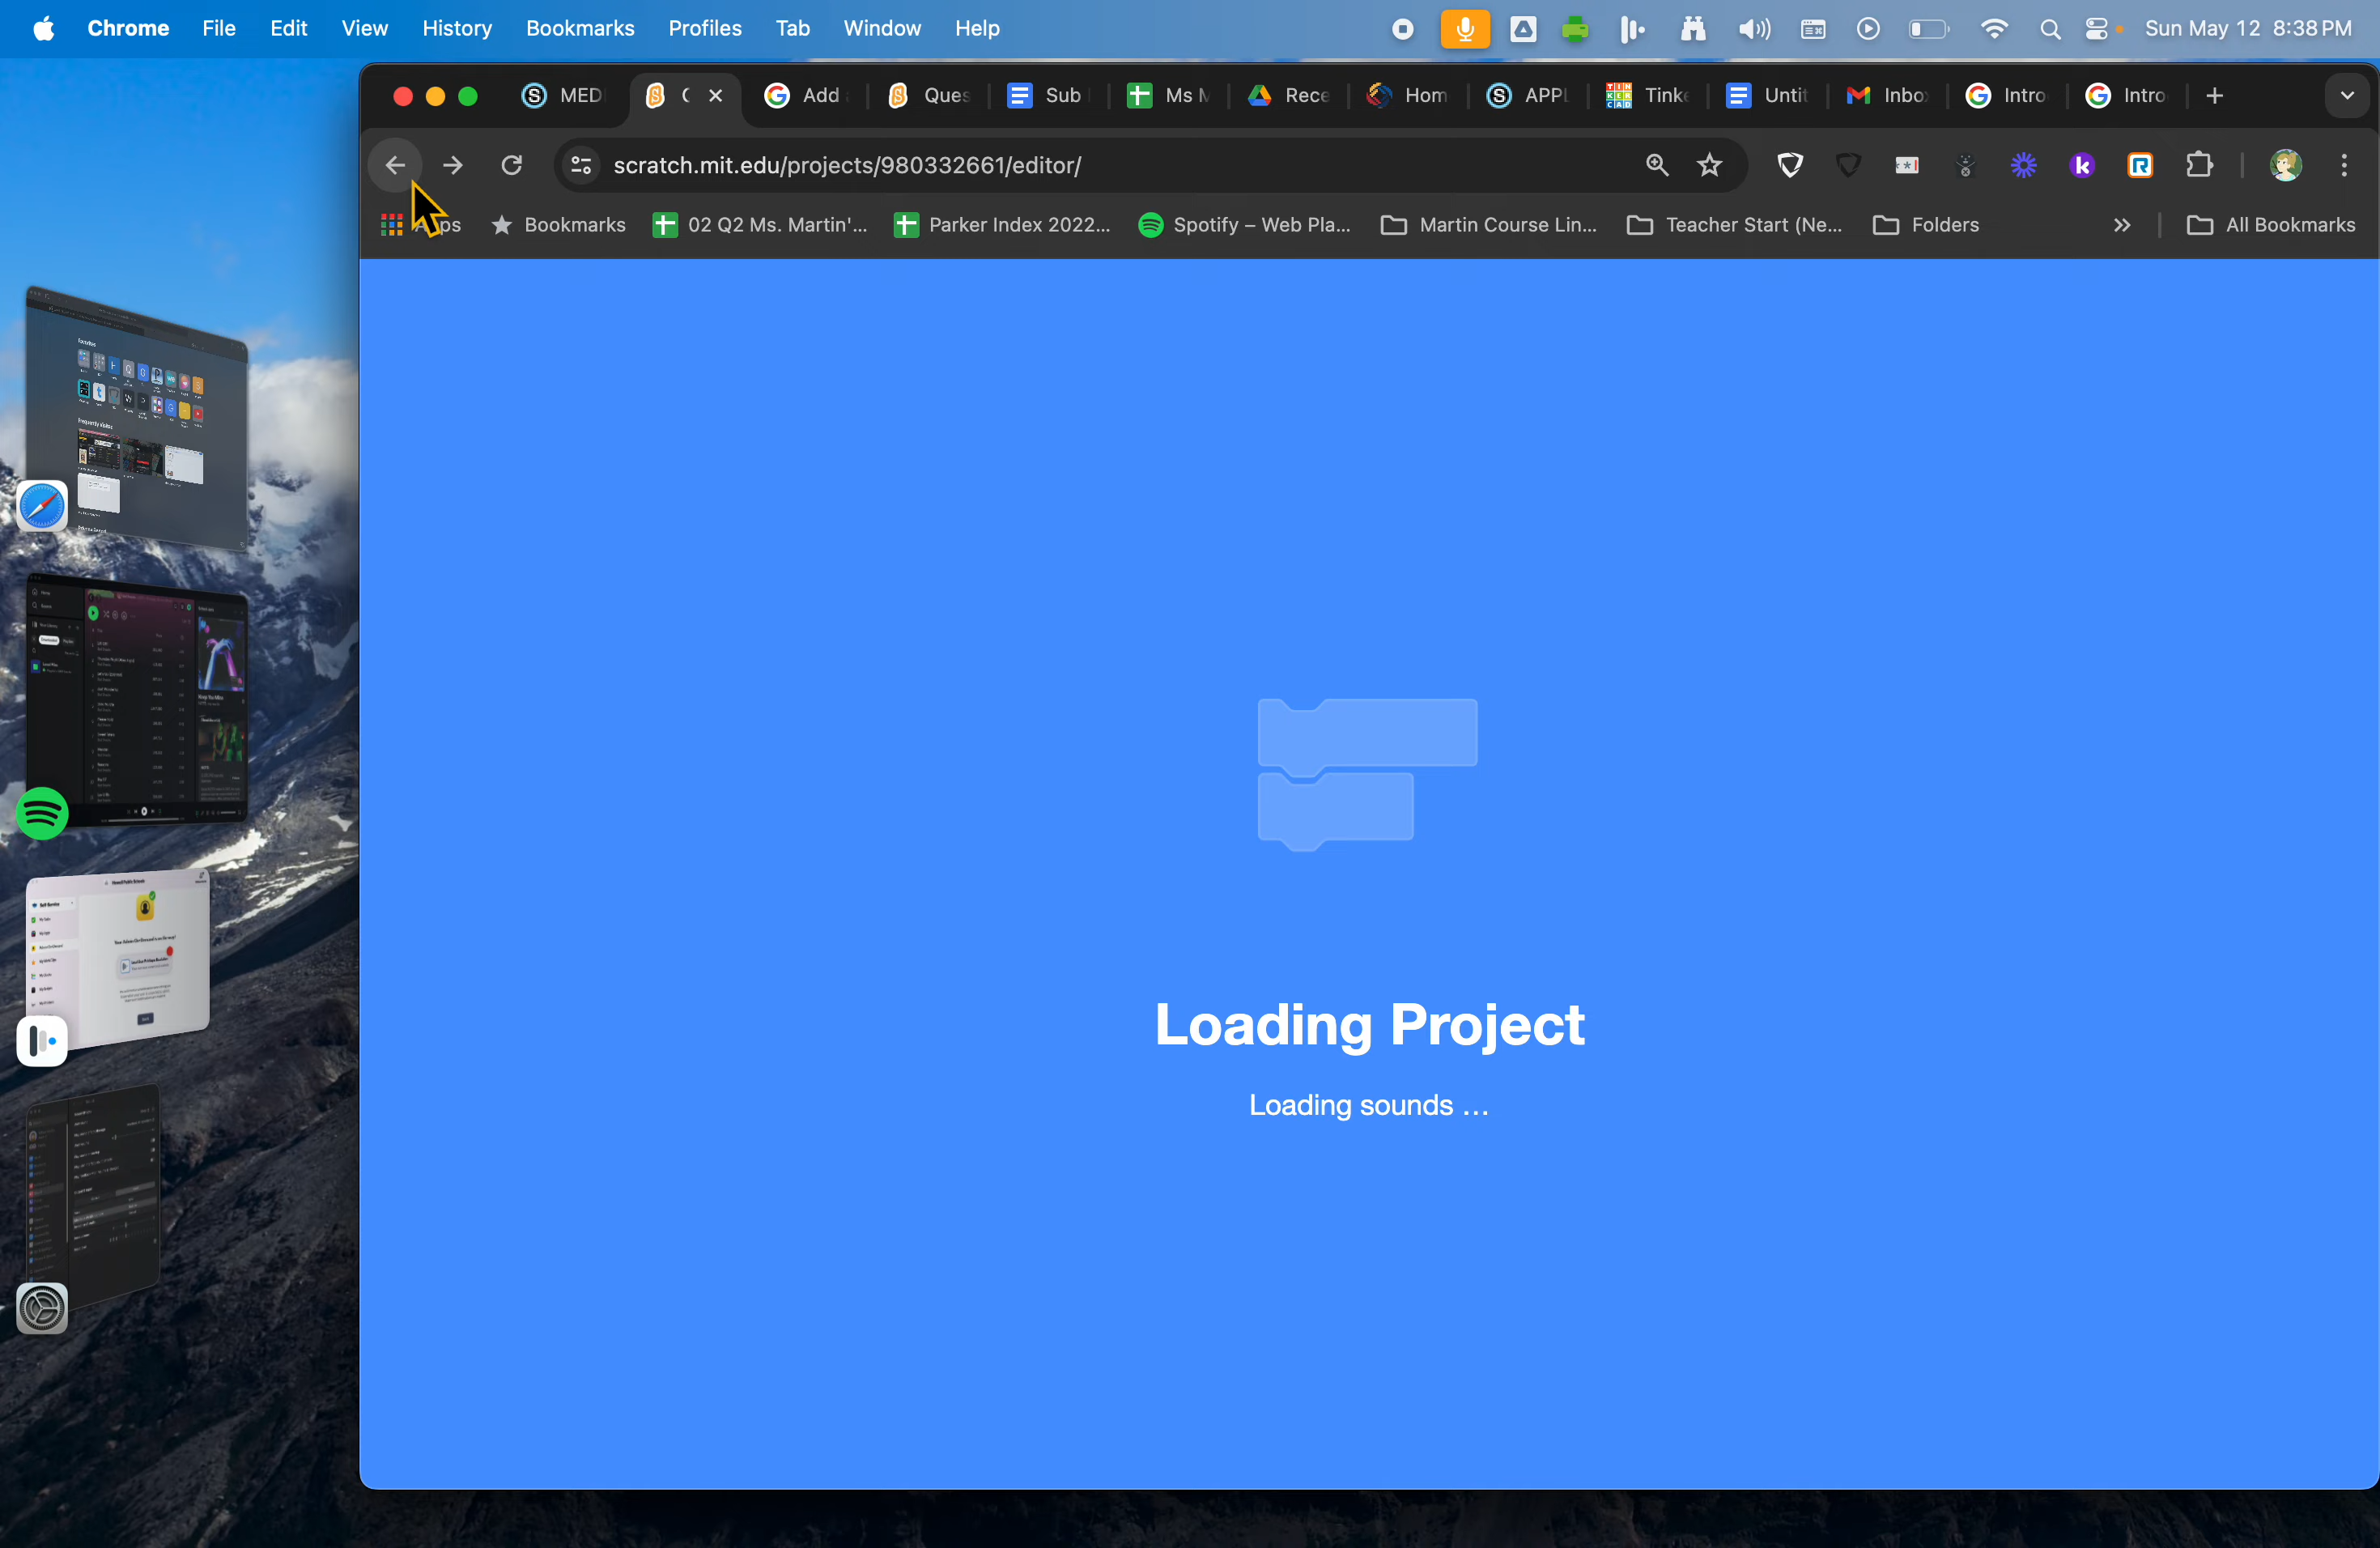 Chrome File Edit View History Bookmarks Profiles Tab Window Help Sun May 12 8:38 PM
MED Add Ques Sub Ms M Rece Hom APPL Tinke Untit Inbo Intro Intro
scratch.mit.edu/projects/980332661/editor/
Bookmarks 02 Q2 Ms. Martin'... Parker Index 2022... Spotify – Web Pla... Martin Course Lin... Teacher Start (Ne... Folders » All Bookmarks
Loading Project
Loading sounds ...